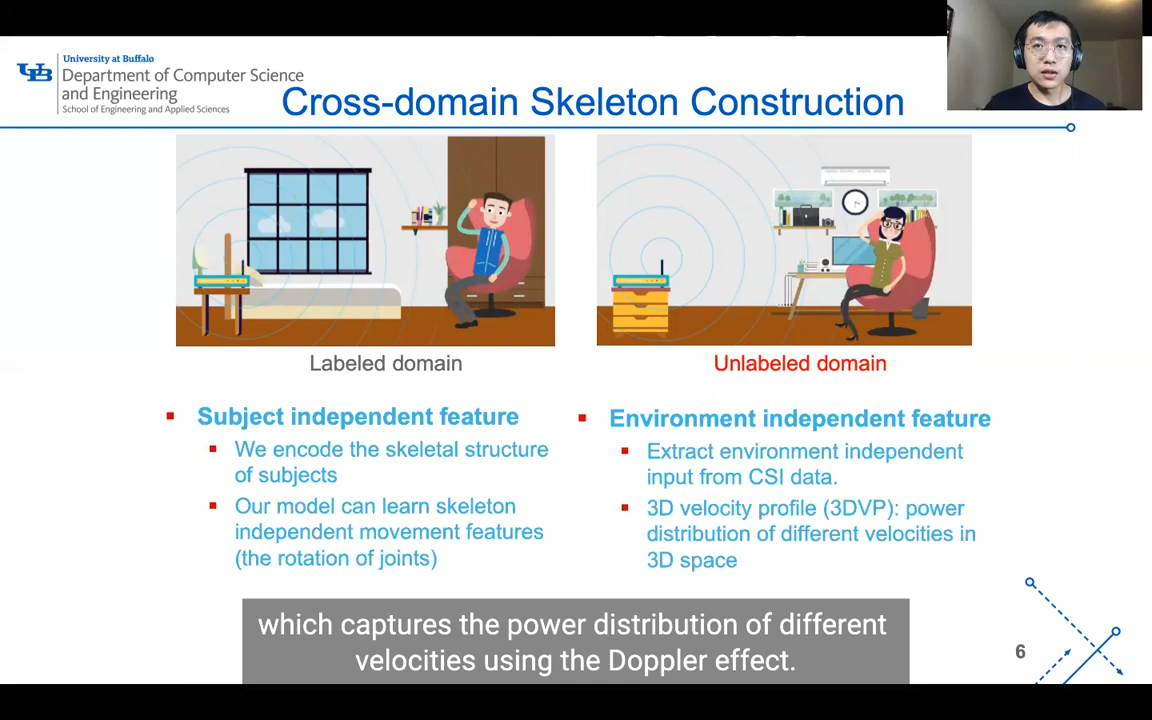 University at Buffalo
Department of Computer Science
and Engineering
School of Engineering and Applied Sciences
Cross-domain Skeleton Construction
Labeled domain
Unlabeled domain
Subject independent feature
We encode the skeletal structure
of subjects
Our model can learn skeleton
independent movement features
(the rotation of joints)
Environment independent feature
Extract environment independent
input from CSI data.
3D velocity profile (3DVP): power
distribution of different velocities in
3D space
which captures the power distribution of different
velocities using the Doppler effect.
6